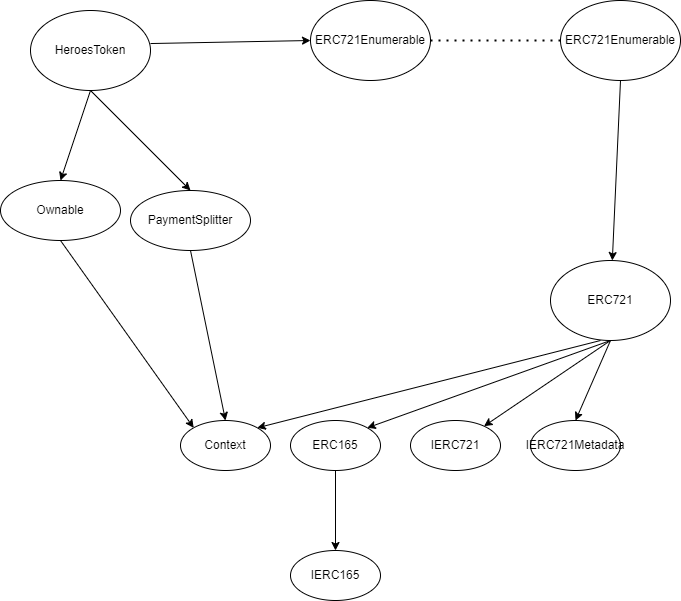 HeroesToken
ERC721Enumerable
ERC721Enumerable
Ownable
PaymentSplitter
ERC721
Context
ERC165
IERC721
IERC721Metadata
IERC165